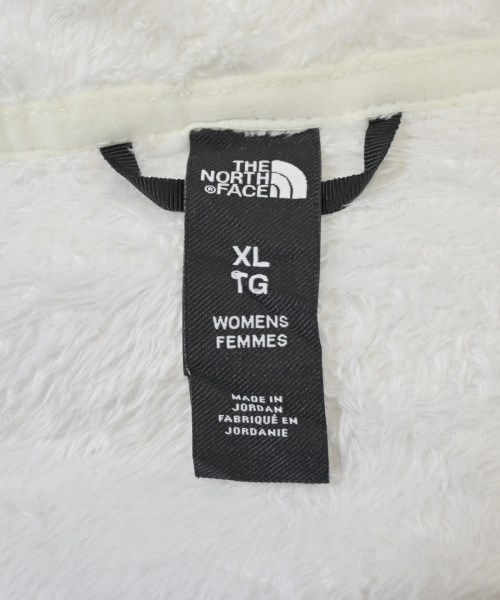 THE
NORTH
® FACE
XL
TG
WOMENS
FEMMES
MADE IN
JORDAN
FABRIQUÉ EN
JORDANIE